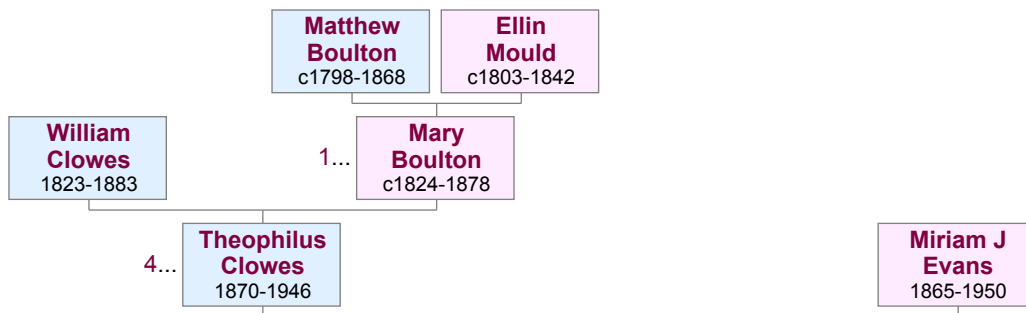 Matthew
Boulton
c1798-1868
Ellin
Mould
c1803-1842
William
Clowes
1823-1883
1...
Mary
Boulton
c1824-1878
4...
Theophilus
Clowes
1870-1946
Miriam J
Evans
1865-1950